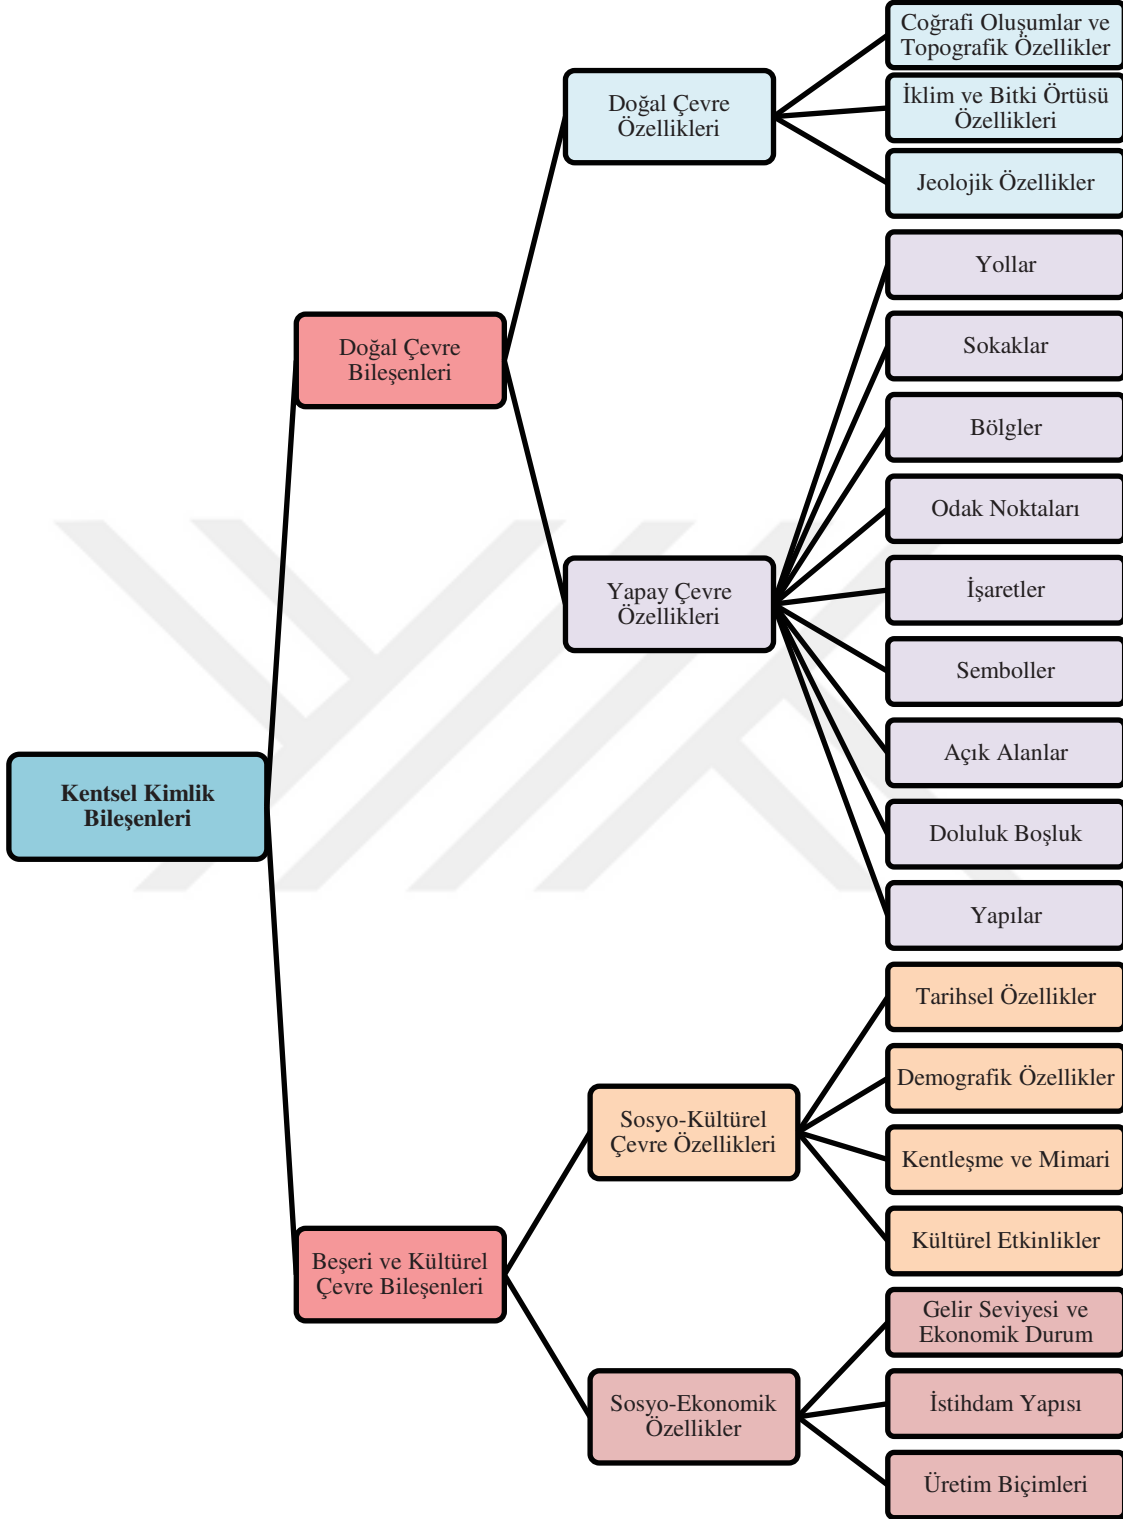 Kentsel Kimlik
Bileşenleri
Doğal Çevre
Bileşenleri
Doğal Çevre
Özellikleri
Coğrafi Oluşumlar ve
Topografik Özellikler
İklim ve Bitki Örtüsü
Özellikleri
Jeolojik Özellikler
Yapay Çevre
Özellikleri
Yollar
Sokaklar
Bölgler
Odak Noktaları
İşaretler
Semboller
Açık Alanlar
Doluluk Boşluk
Yapılar
Beşeri ve Kültürel
Çevre Bileşenleri
Sosyo-Kültürel
Çevre Özellikleri
Tarihsel Özellikler
Demografik Özellikler
Kentleşme ve Mimari
Kültürel Etkinlikler
Sosyo-Ekonomik
Özellikler
Gelir Seviyesi ve
Ekonomik Durum
İstihdam Yapısı
Üretim Biçimleri